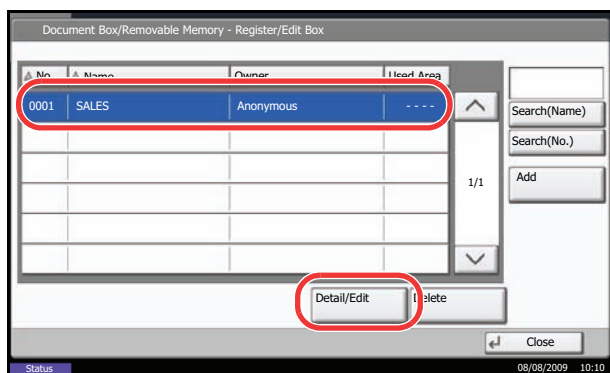 Document Box/Removable Memory - Register/Edit Box
No. Name Owner Used Area
0001 SALES Anonymous - - - -
Search(Name)
Search(No.)
1/1
Add
Detail/Edit Delete
Close
Status 08/08/2009 10:10